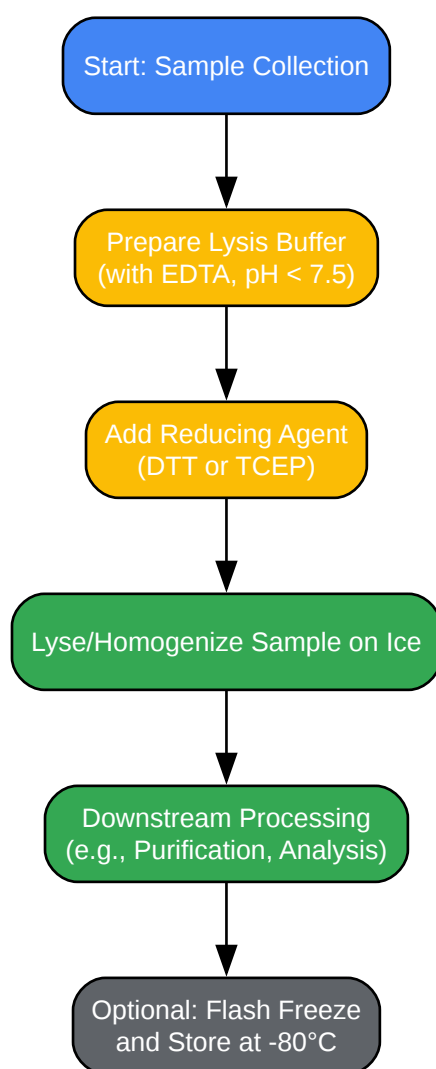 Start: Sample Collection
Prepare Lysis Buffer
(with EDTA, pH < 7.5)
Add Reducing Agent
(DTT or TCEP)
Lyse/Homogenize Sample on Ice
Downstream Processing
(e.g., Purification, Analysis)
Optional: Flash Freeze
and Store at -80°C